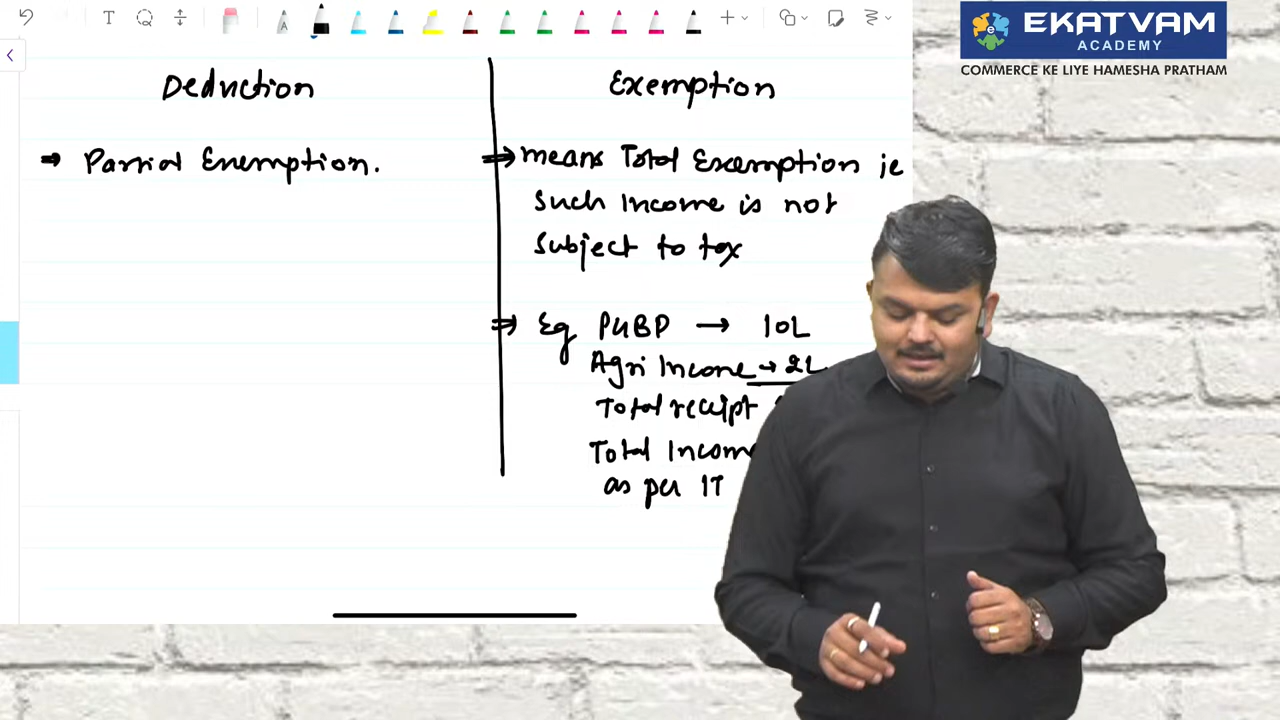 EKATVAM
ACADEMY
COMMERCE KE LIYE HAMESHA PRATHAM
T
A
Deduction
⇒ Partial Exemption.
Exemption
⇒ means Total Exemption ie
Such Income is not
Subject to tax
⇒ Eg PUBP → 10L
Agri Income → 2L
Total receipt
Total Income
as per IT